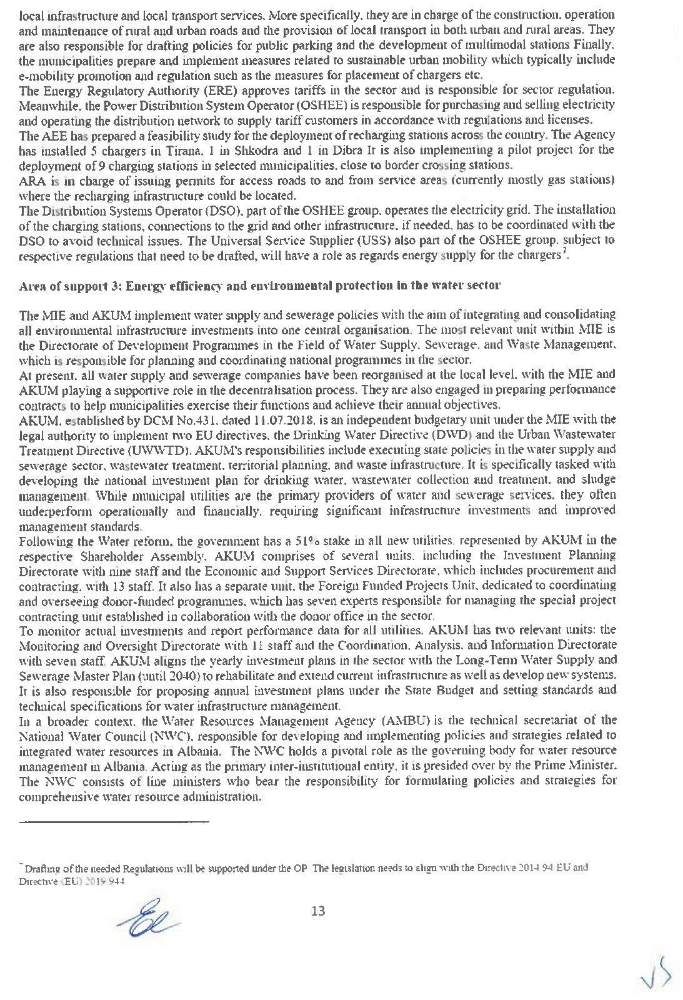 local infrastructure and local transport services. More specifically, they are in charge of the construction, operation
and maintenance of rural and urban roads and the provision of local transport in both urban and rural areas. They
are also responsible for drafting policies for public parking and the development of multimodal stations Finally,
the municipalities prepare and implement measures related to sustainable urban mobility which typically include
e-mobility promotion and regulation such as the measures for placement of chargers etc.
The Energy Regulatory Authority (ERE) approves tariffs in the sector and is responsible for sector regulation.
Meanwhile, the Power Distribution System Operator (OSHEE) is responsible for purchasing and selling electricity
and operating the distribution network to supply tariff customers in accordance with regulations and licenses.
The AEE has prepared a feasibility study for the deployment of recharging stations across the country. The Agency
has installed 5 chargers in Tirana, 1 in Shkodra and 1 in Dibra It is also implementing a pilot project for the
deployment of 9 charging stations in selected municipalities, close to border crossing stations.
ARA is in charge of issuing permits for access roads to and from service areas (currently mostly gas stations)
where the recharging infrastructure could be located.
The Distribution Systems Operator (DSO), part of the OSHEE group, operates the electricity grid. The installation
of the charging stations, connections to the grid and other infrastructure, if needed, has to be coordinated with the
DSO to avoid technical issues. The Universal Service Supplier (USS) also part of the OSHEE group, subject to
respective regulations that need to be drafted, will have a role as regards energy supply for the chargers7.
Area of support 3: Energy efficiency and environmental protection in the water sector
The MIE and AKUM implement water supply and sewerage policies with the aim of integrating and consolidating
all environmental infrastructure investments into one central organisation. The most relevant unit within MIE is
the Directorate of Development Programmes in the Field of Water Supply, Sewerage, and Waste Management,
which is responsible for planning and coordinating national programmes in the sector.
At present, all water supply and sewerage companies have been reorganised at the local level, with the MIE and
AKUM playing a supportive role in the decentralisation process. They are also engaged in preparing performance
contracts to help municipalities exercise their functions and achieve their annual objectives.
AKUM, established by DCM No.431, dated 11.07.2018, is an independent budgetary unit under the MIE with the
legal authority to implement two EU directives, the Drinking Water Directive (DWD) and the Urban Wastewater
Treatment Directive (UWWTD). AKUM's responsibilities include executing state policies in the water supply and
sewerage sector, wastewater treatment, territorial planning, and waste infrastructure. It is specifically tasked with
developing the national investment plan for drinking water, wastewater collection and treatment, and sludge
management. While municipal utilities are the primary providers of water and sewerage services, they often
underperform operationally and financially, requiring significant infrastructure investments and improved
management standards.
Following the Water reform, the government has a 51% stake in all new utilities, represented by AKUM in the
respective Shareholder Assembly. AKUM comprises of several units, including the Investment Planning
Directorate with nine staff and the Economic and Support Services Directorate, which includes procurement and
contracting, with 13 staff. It also has a separate unit, the Foreign Funded Projects Unit, dedicated to coordinating
and overseeing donor-funded programmes, which has seven experts responsible for managing the special project
contracting unit established in collaboration with the donor office in the sector.
To monitor actual investments and report performance data for all utilities, AKUM has two relevant units: the
Monitoring and Oversight Directorate with 11 staff and the Coordination, Analysis, and Information Directorate
with seven staff. AKUM aligns the yearly investment plans in the sector with the Long-Term Water Supply and
Sewerage Master Plan (until 2040) to rehabilitate and extend current infrastructure as well as develop new systems.
It is also responsible for proposing annual investment plans under the State Budget and setting standards and
technical specifications for water infrastructure management.
In a broader context, the Water Resources Management Agency (AMBU) is the technical secretariat of the
National Water Council (NWC), responsible for developing and implementing policies and strategies related to
integrated water resources in Albania. The NWC holds a pivotal role as the governing body for water resource
management in Albania. Acting as the primary inter-institutional entity, it is presided over by the Prime Minister.
The NWC consists of line ministers who bear the responsibility for formulating policies and strategies for
comprehensive water resource administration.
7 Drafting of the needed Regulations will be supported under the OP The legislation needs to align with the Directive 2014 94 EU and
Directive (EU) 2019 944
13
VS